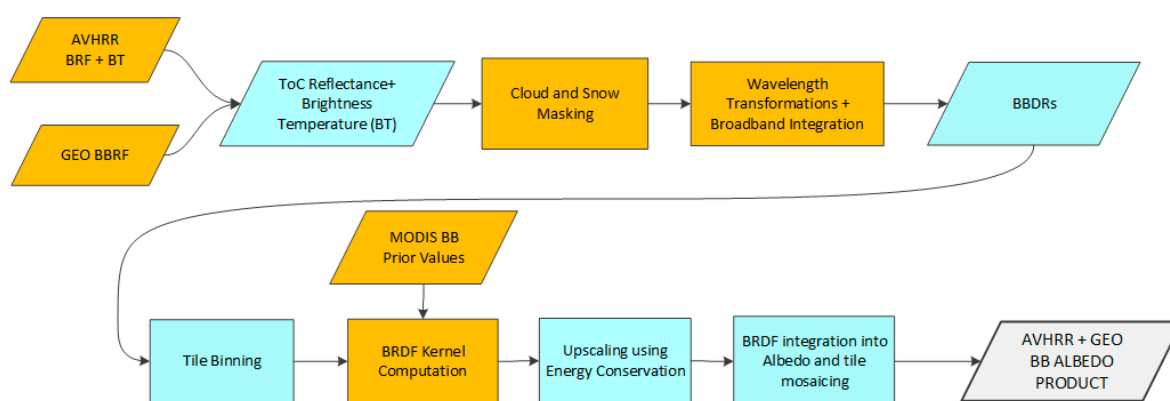 AVHRR
BRF + BT
GEO BBRF
ToC Reflectance+
Brightness
Temperature (BT)
Cloud and Snow
Masking
Wavelength
Transformations +
Broadband Integration
BBDRs
MODIS BB
Prior Values
Tile Binning
BRDF Kernel
Computation
Upscaling using
Energy Conservation
BRDF integration into
Albedo and tile
mosaicing
AVHRR + GEO
BB ALBEDO
PRODUCT